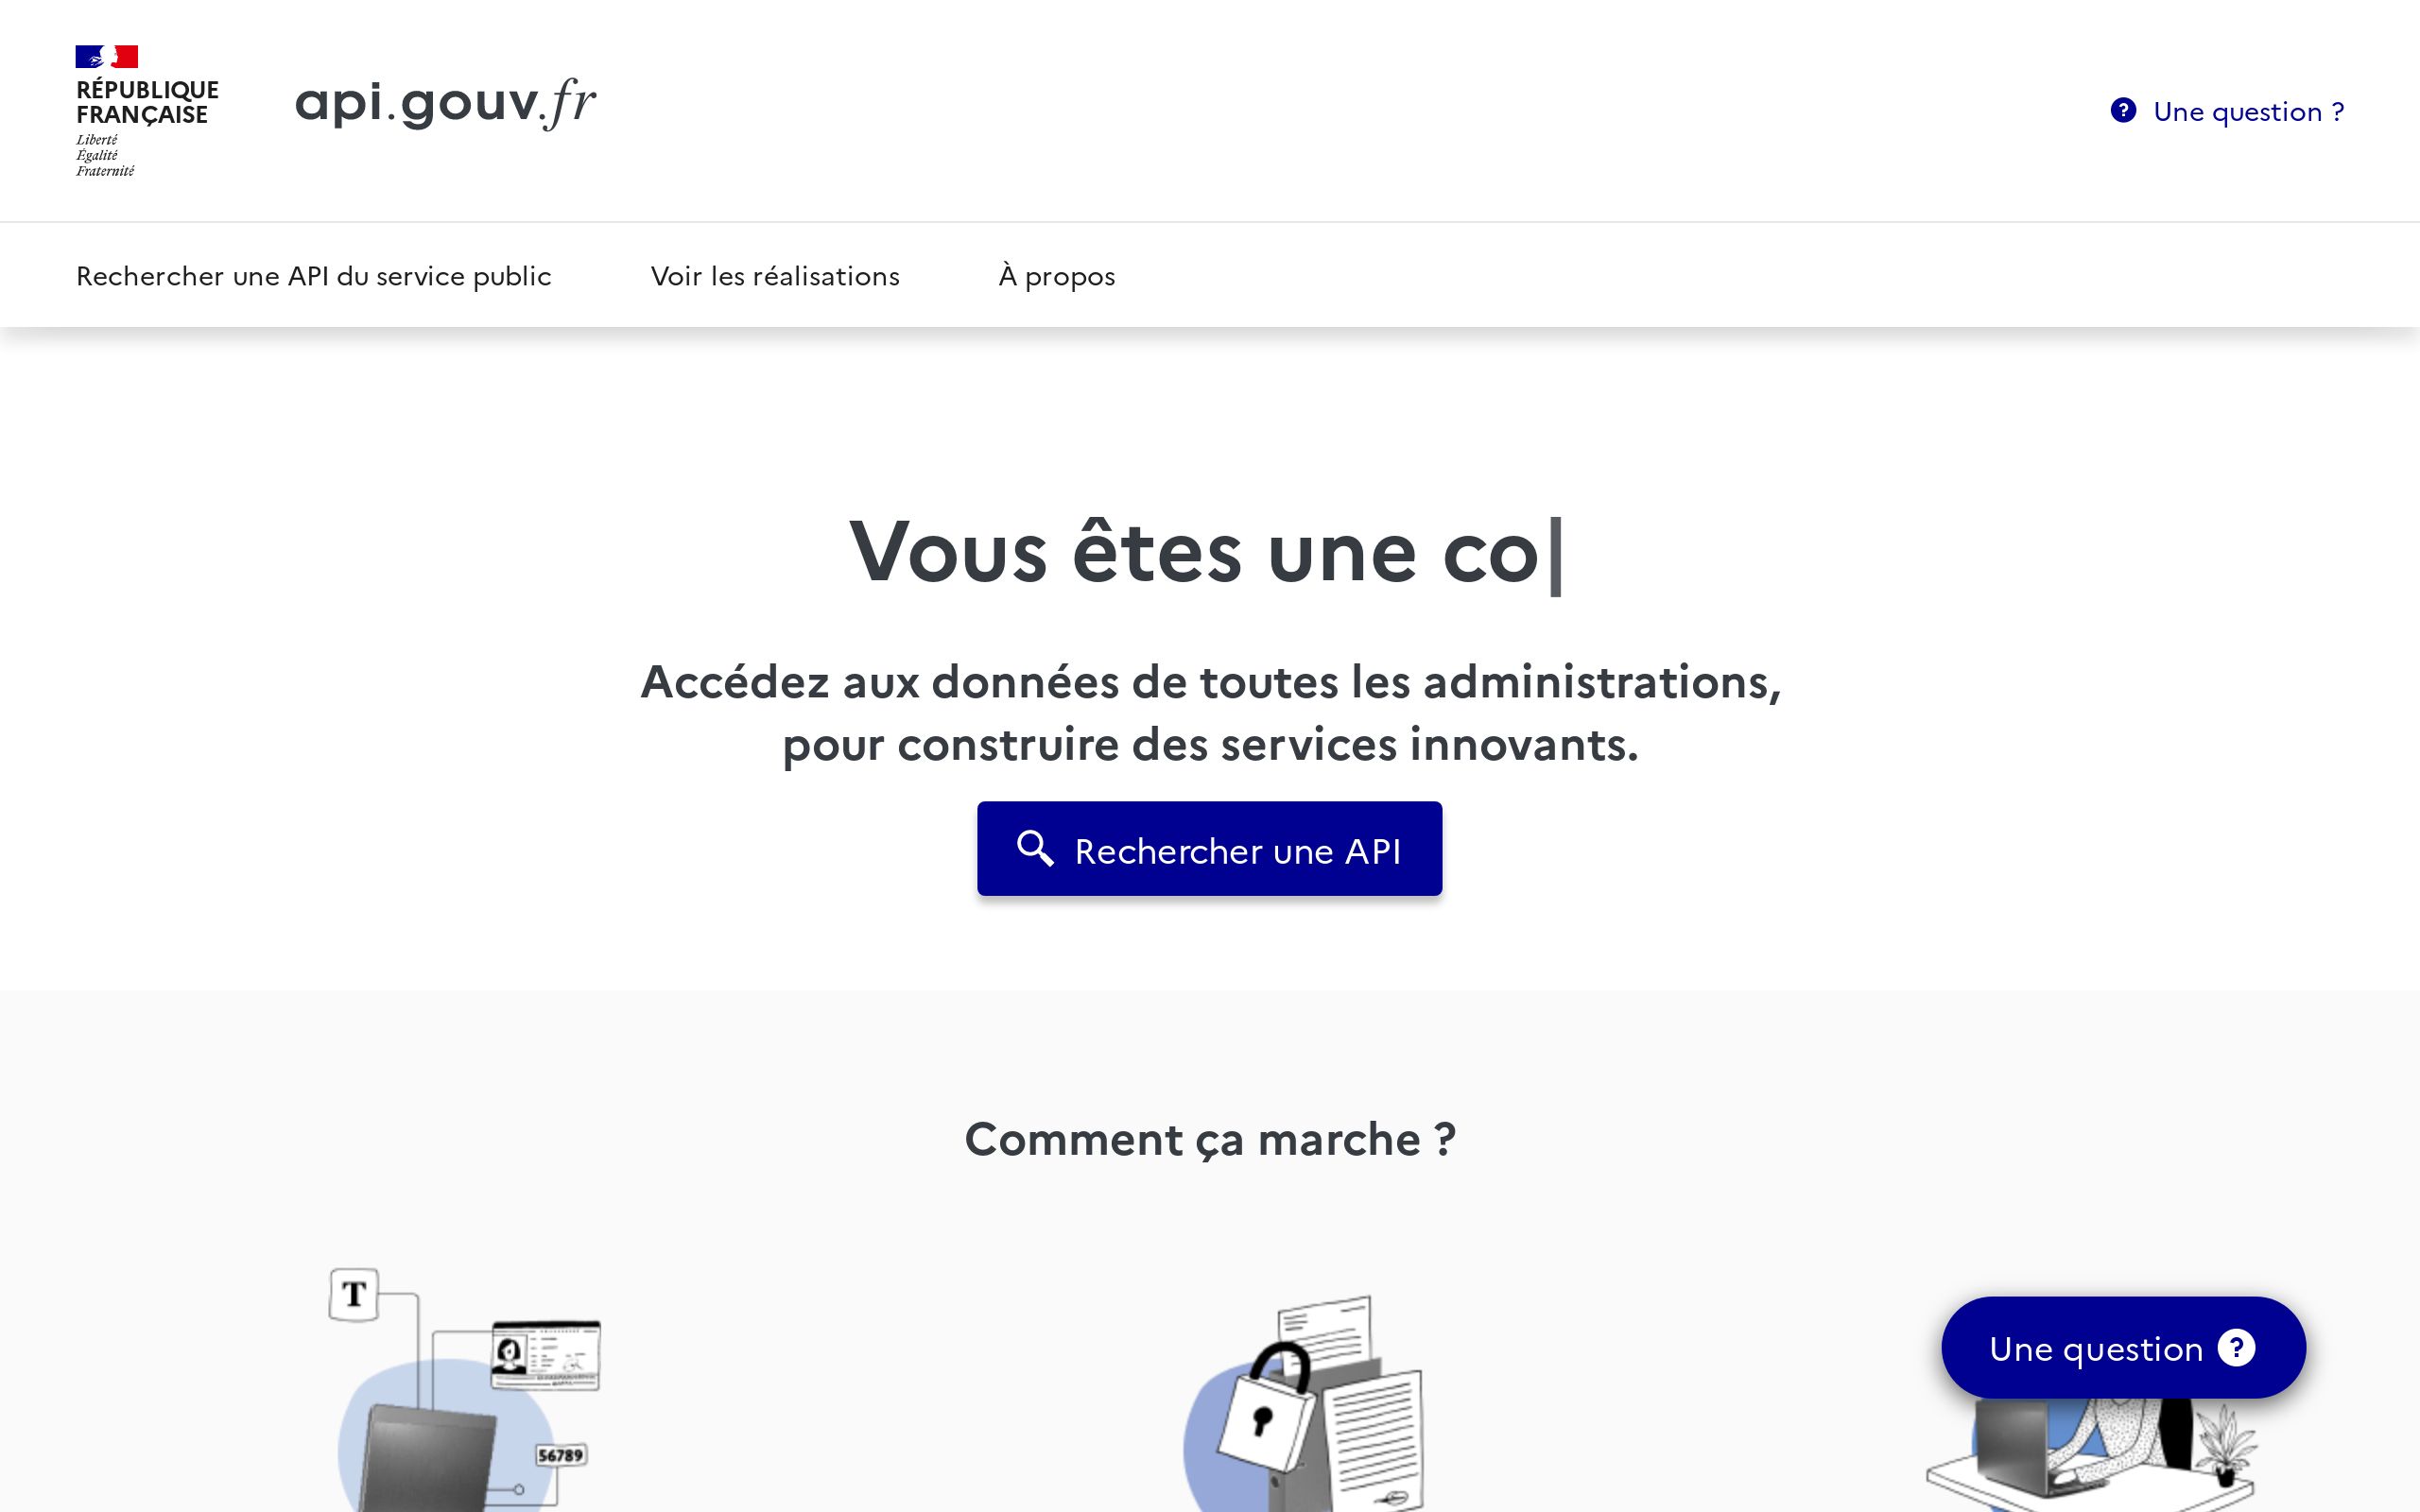 RÉPUBLIQUE
FRANÇAISE
Liberté
Égalité
Fraternité
api.gouv.fr
Une question ?
Rechercher une API du service public
Voir les réalisations
À propos
Vous êtes une co|
Accédez aux données de toutes les administrations,
pour construire des services innovants.
Rechercher une API
Comment ça marche ?
T
56789
Une question ?